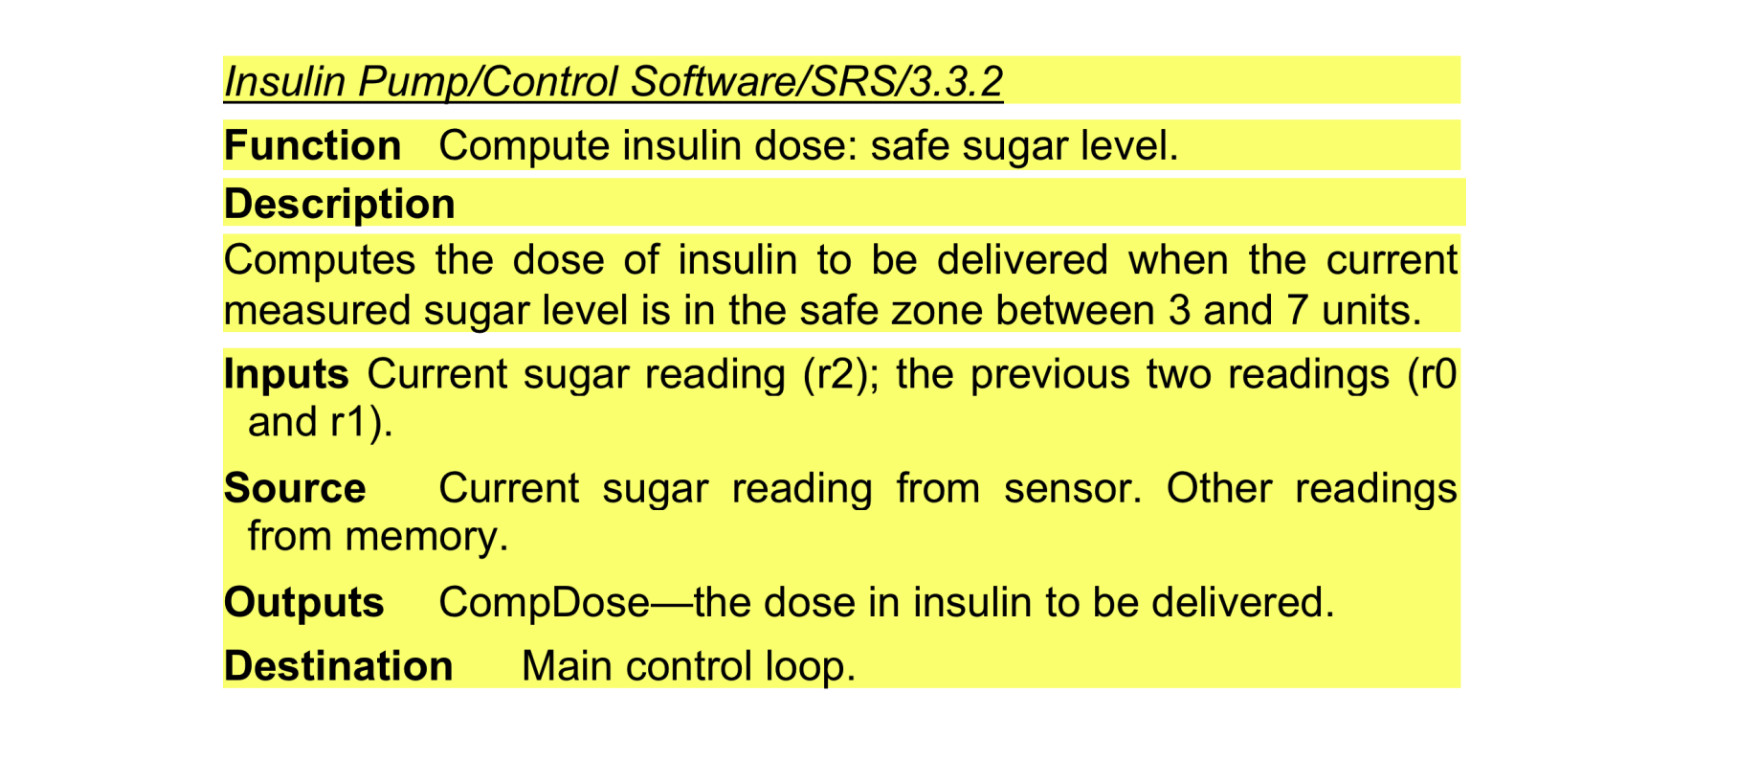 Insulin Pump/Control Software/SRS/3.3.2
Function Compute insulin dose: safe sugar level.
Description
Computes the dose of insulin to be delivered when the current
measured sugar level is in the safe zone between 3 and 7 units.
Inputs Current sugar reading (r2); the previous two readings (r0
and r1).
Source Current sugar reading from sensor. Other readings
from memory.
Outputs CompDose—the dose in insulin to be delivered.
Destination Main control loop.